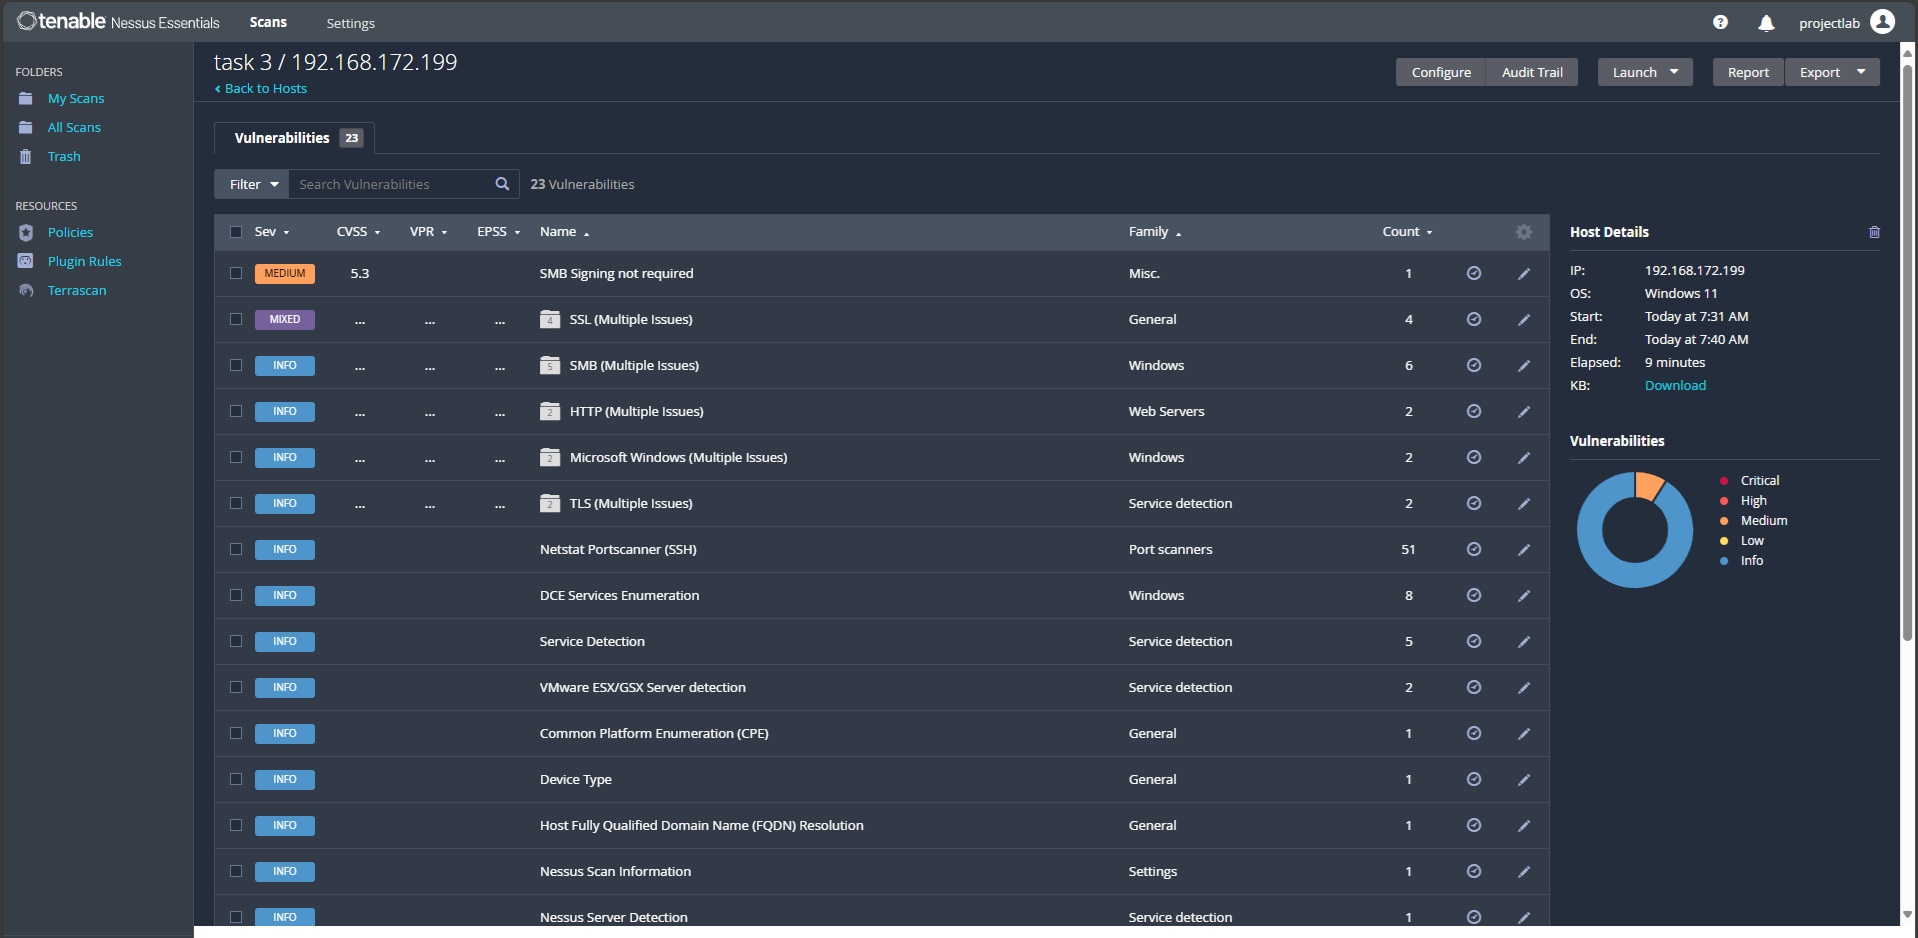 tenable Nessus Essentials Scans Settings projectlab
FOLDERS
My Scans
All Scans
Trash
RESOURCES
Policies
Plugin Rules
Terrascan
task 3 / 192.168.172.199
Back to Hosts
Configure Audit Trail Launch Report Export
Vulnerabilities 23
Filter Search Vulnerabilities 23 Vulnerabilities
Sev CVSS VPR EPSS Name Family Count
MEDIUM 5.3 SMB Signing not required Misc. 1
MIXED ... ... ... 4 SSL (Multiple Issues) General 4
INFO ... ... ... 5 SMB (Multiple Issues) Windows 6
INFO ... ... ... 2 HTTP (Multiple Issues) Web Servers 2
INFO ... ... ... 2 Microsoft Windows (Multiple Issues) Windows 2
INFO ... ... ... 2 TLS (Multiple Issues) Service detection 2
INFO Netstat Portscanner (SSH) Port scanners 51
INFO DCE Services Enumeration Windows 8
INFO Service Detection Service detection 5
INFO VMware ESX/GSX Server detection Service detection 2
INFO Common Platform Enumeration (CPE) General 1
INFO Device Type General 1
INFO Host Fully Qualified Domain Name (FQDN) Resolution General 1
INFO Nessus Scan Information Settings 1
INFO Nessus Server Detection Service detection 1
Host Details
IP: 192.168.172.199
OS: Windows 11
Start: Today at 7:31 AM
End: Today at 7:40 AM
Elapsed: 9 minutes
KB: Download
Vulnerabilities
Critical
High
Medium
Low
Info